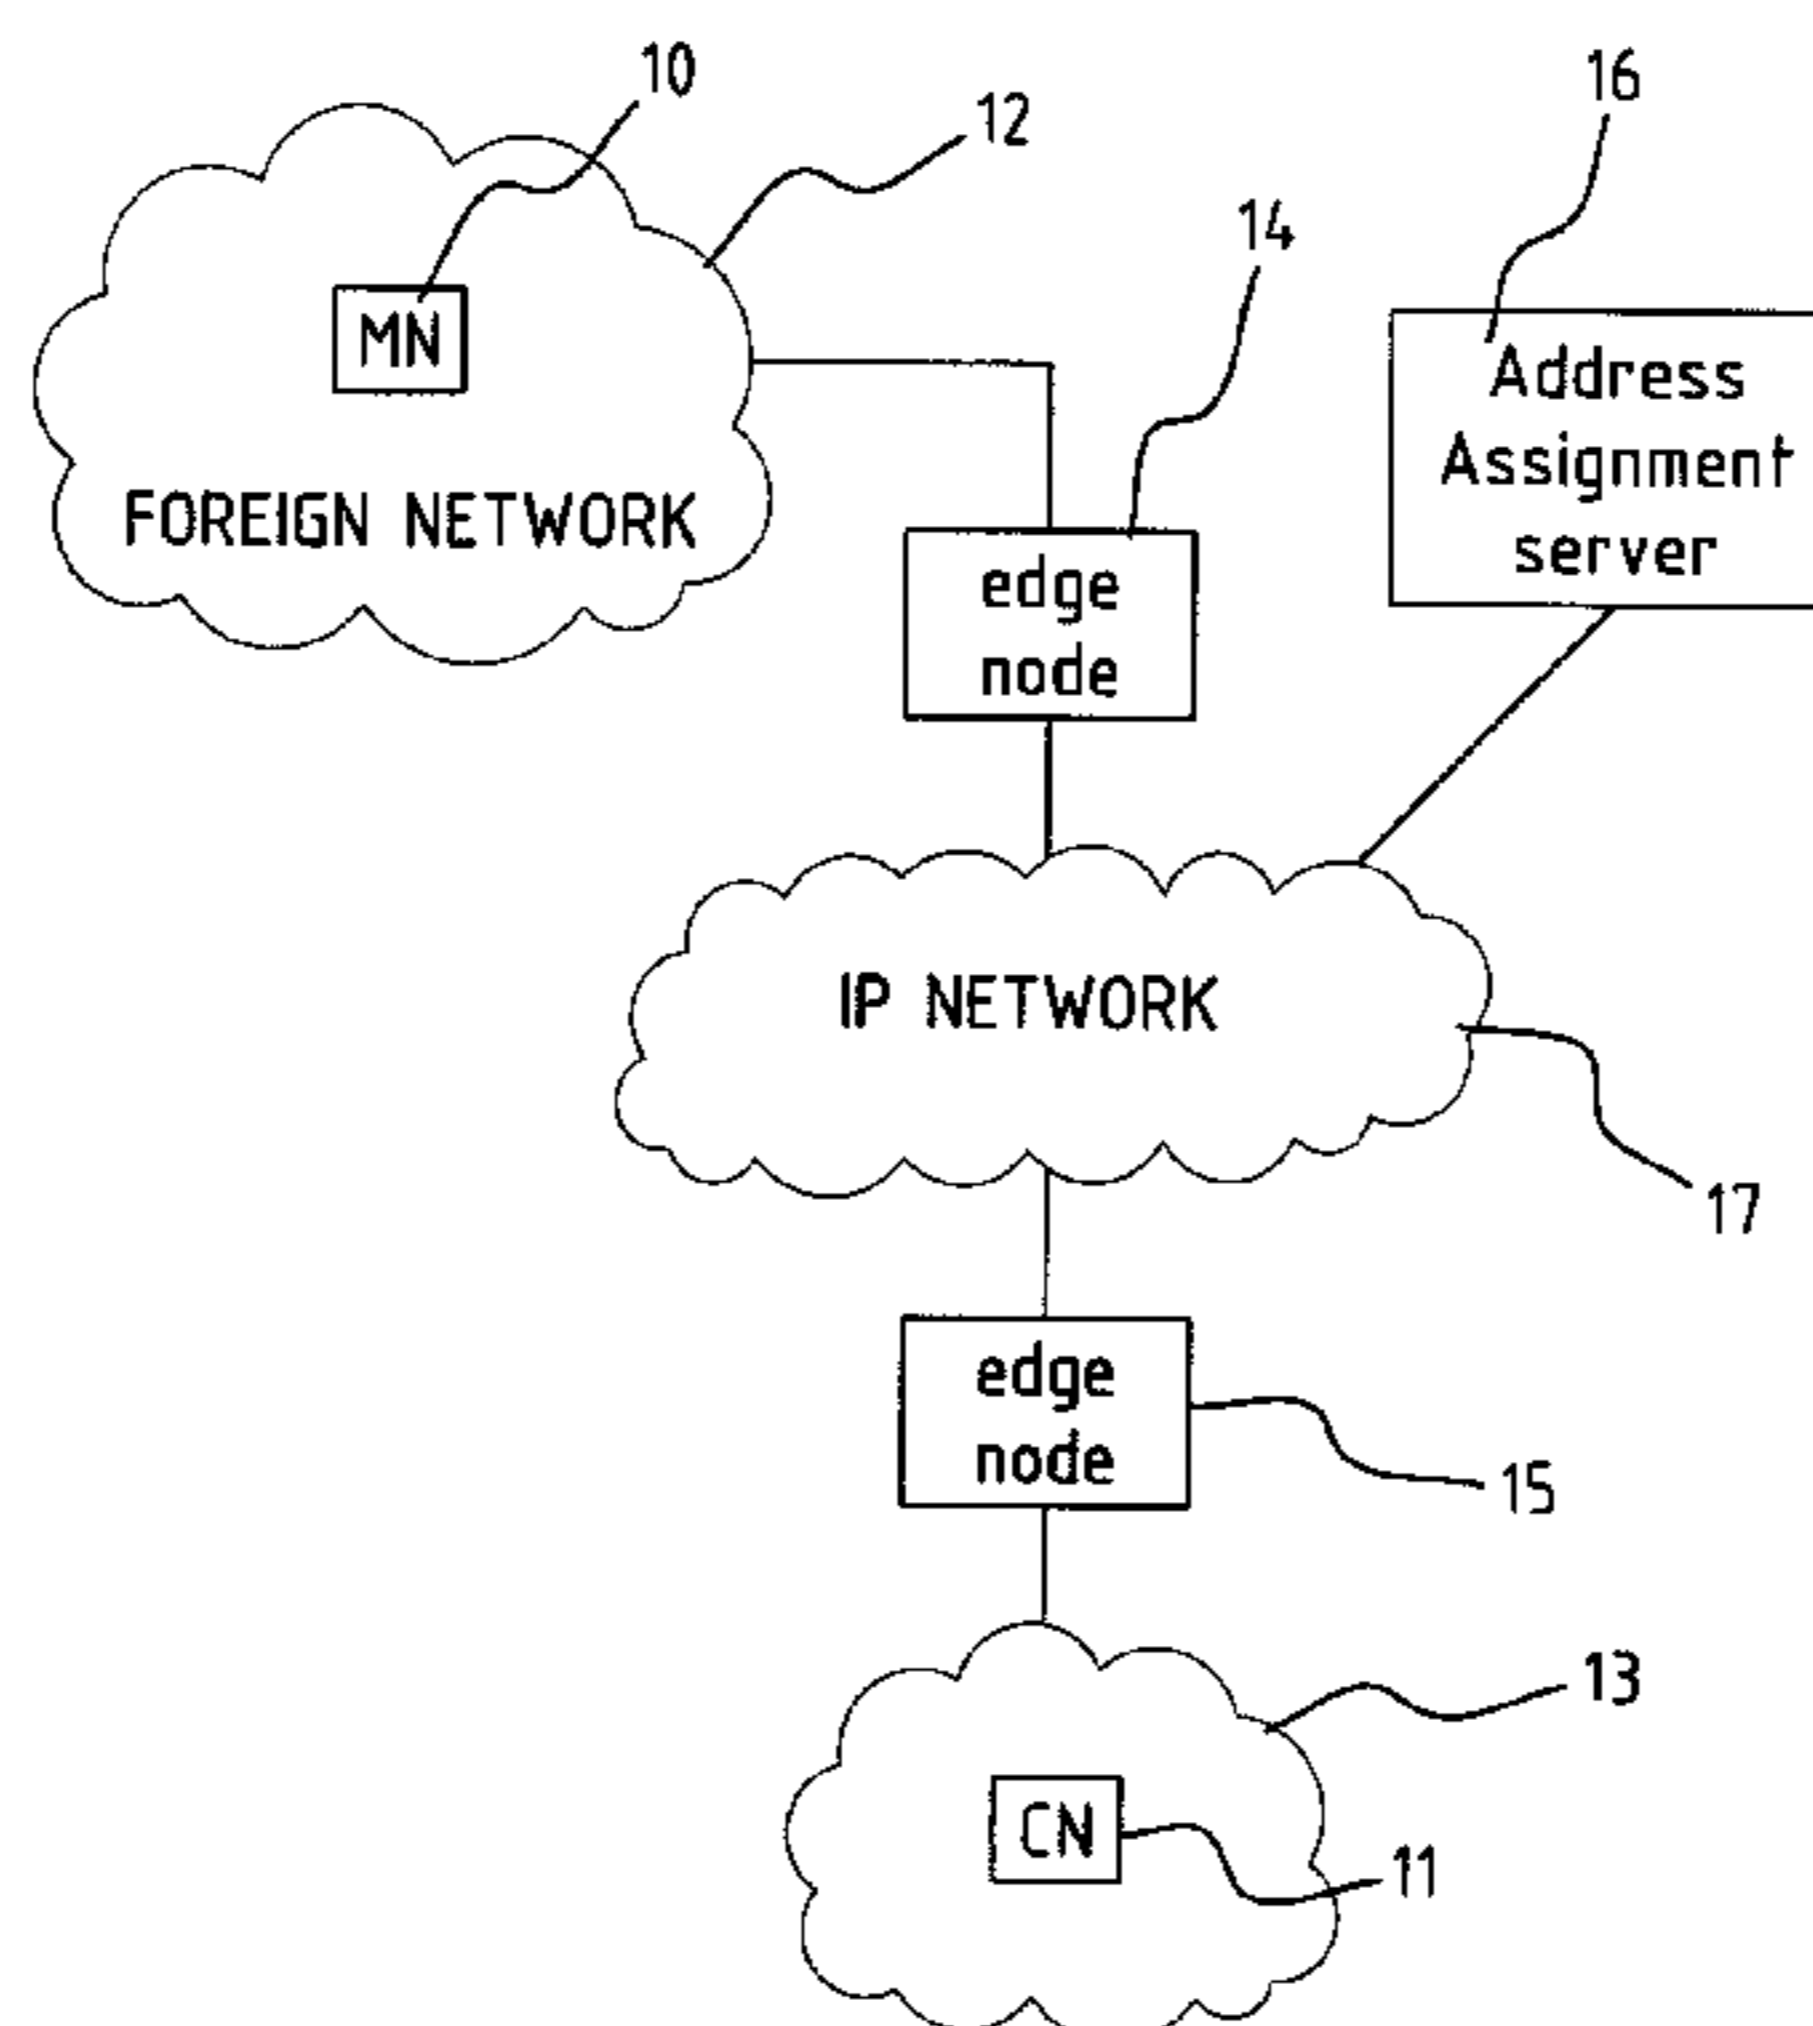 10
12
16
14
MN
FOREIGN NETWORK
Address
Assignment
server
edge
node
IP NETWORK
17
edge
node
15
13
CN
11